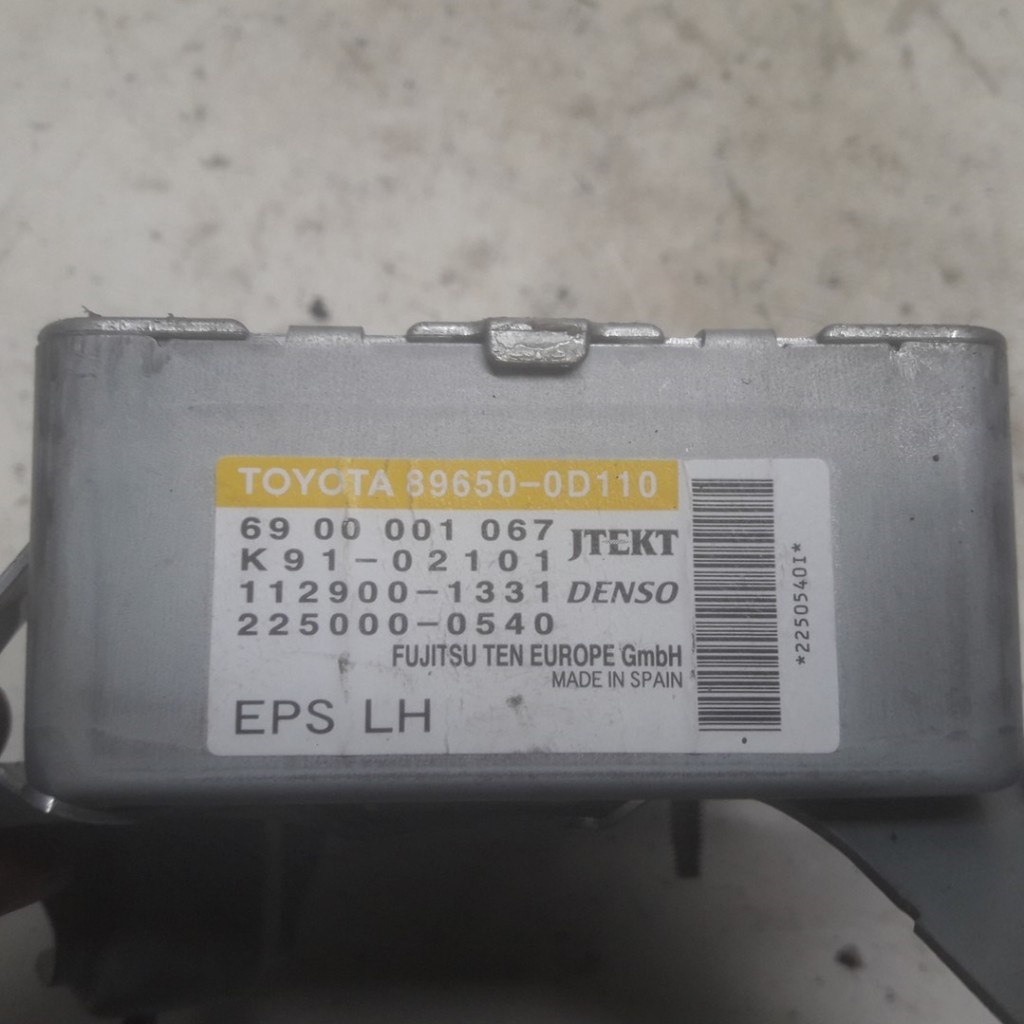 TOYOTA 89650-0D110
69 00 001 067
K91-02101 JTEKT
112900-1331 DENSO
225000-0540
FUJITSU TEN EUROPE GmbH
MADE IN SPAIN
EPS LH
*2250540I*